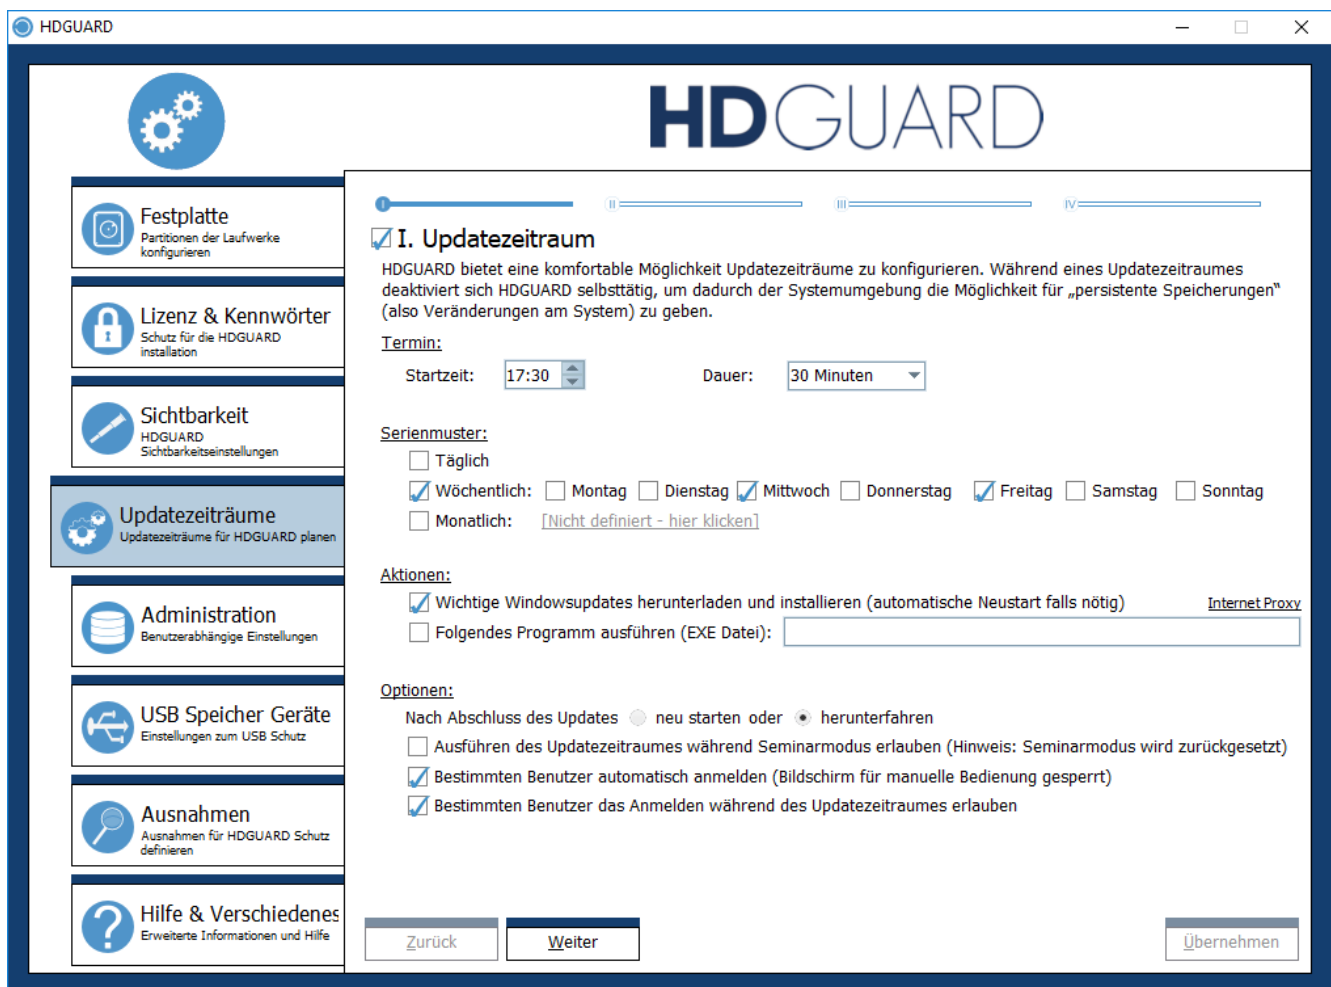 HDGUARD
HDGUARD
Festplatte
Partitionen der Laufwerke
konfigurieren
Lizenz & Kennwörter
Schutz für die HDGUARD
installation
Sichtbarkeit
HDGUARD
Sichtbarkeitseinstellungen
Updatezeiträume
Updatezeiträume für HDGUARD planen
Administration
Benutzerabhängige Einstellungen
USB Speicher Geräte
Einstellungen zum USB Schutz
Ausnahmen
Ausnahmen für HDGUARD Schutz
definieren
Hilfe & Verschiedenes
Erweiterte Informationen und Hilfe
I II III IV
I. Updatezeitraum
HDGUARD bietet eine komfortable Möglichkeit Updatezeiträume zu konfigurieren. Während eines Updatezeitraumes
deaktiviert sich HDGUARD selbsttätig, um dadurch der Systemumgebung die Möglichkeit für „persistente Speicherungen“
(also Veränderungen am System) zu geben.
Termin:
Startzeit: 17:30 Dauer: 30 Minuten
Serienmuster:
Täglich
Wöchentlich: Montag Dienstag Mittwoch Donnerstag Freitag Samstag Sonntag
Monatlich: [Nicht definiert - hier klicken]
Aktionen:
Wichtige Windowsupdates herunterladen und installieren (automatische Neustart falls nötig) Internet Proxy
Folgendes Programm ausführen (EXE Datei):
Optionen:
Nach Abschluss des Updates neu starten oder herunterfahren
Ausführen des Updatezeitraumes während Seminarmodus erlauben (Hinweis: Seminarmodus wird zurückgesetzt)
Bestimmten Benutzer automatisch anmelden (Bildschirm für manuelle Bedienung gesperrt)
Bestimmten Benutzer das Anmelden während des Updatezeitraumes erlauben
Zurück Weiter Übernehmen